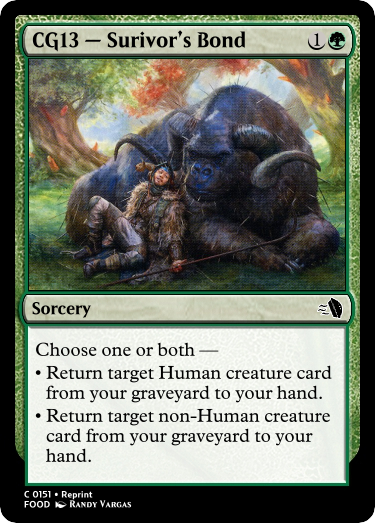 CG13 — Surivor's Bond 1
Sorcery
Choose one or both —
• Return target Human creature card
from your graveyard to your hand.
• Return target non-Human creature
card from your graveyard to your
hand.
C 0151 • Reprint
FOOD Randy Vargas